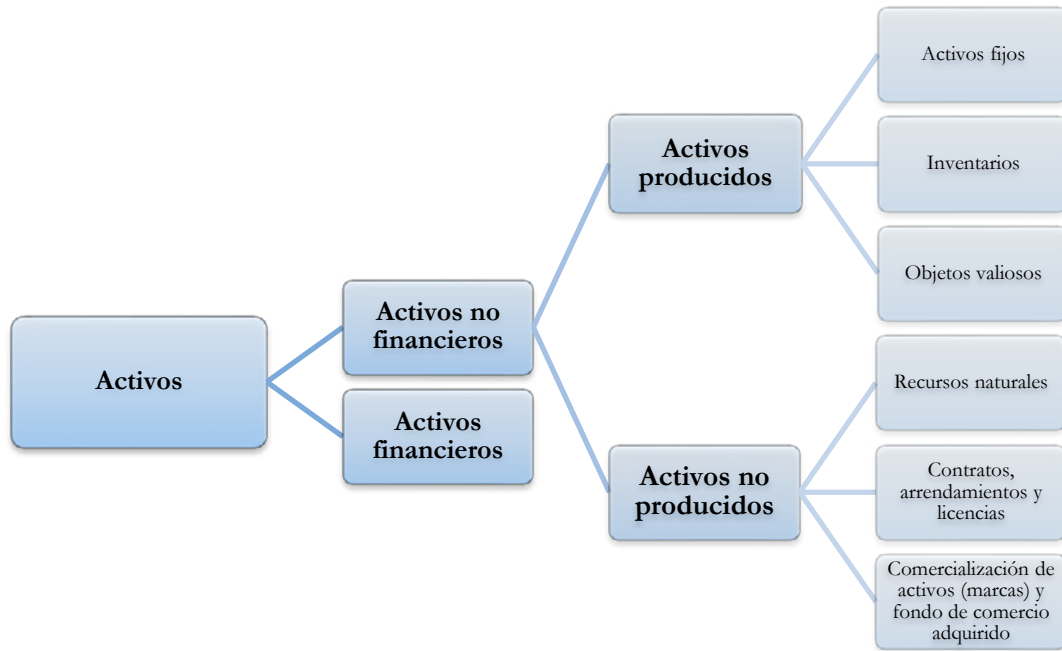 Activos
Activos no
financieros
Activos
financieros
Activos
producidos
Activos no
producidos
Activos fijos
Inventarios
Objetos valiosos
Recursos naturales
Contratos,
arrendamientos y
licencias
Comercialización de
activos (marcas) y
fondo de comercio
adquirido